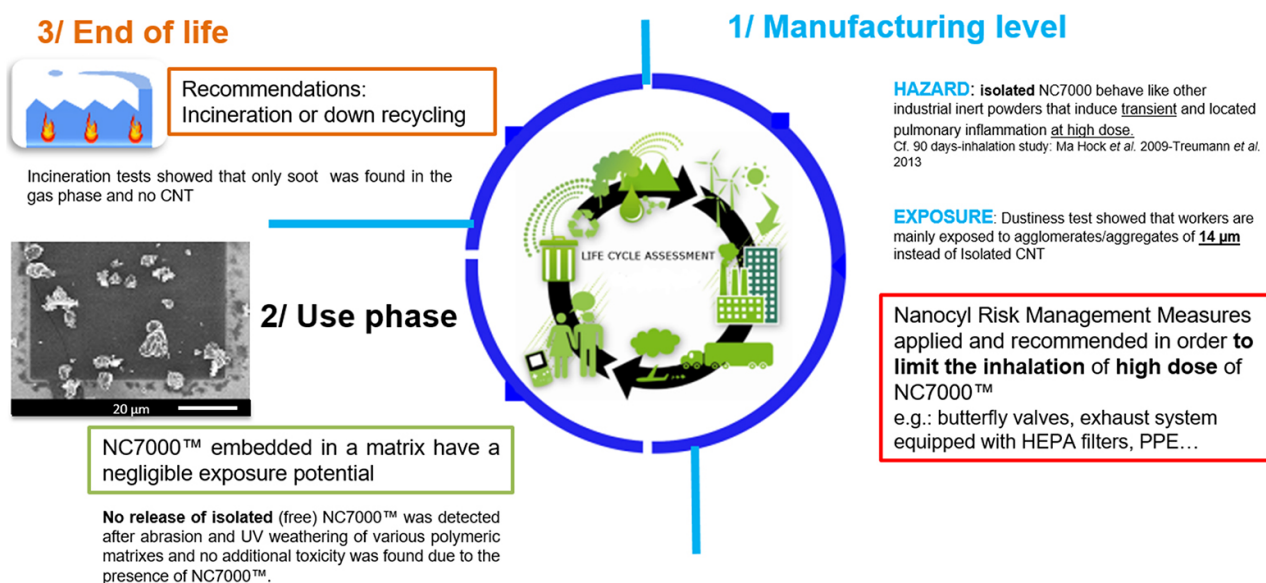 3/ End of life
Recommendations:
Incineration or down recycling
Incineration tests showed that only soot was found in the
gas phase and no CNT
1/ Manufacturing level
HAZARD: isolated NC7000 behave like other
industrial inert powders that induce transient and located
pulmonary inflammation at high dose.
Cf. 90 days-inhalation study: Ma Hock et al. 2009-Treumann et al.
2013
EXPOSURE: Dustiness test showed that workers are
mainly exposed to agglomerates/aggregates of 14 µm
instead of Isolated CNT
Nanocyl Risk Management Measures
applied and recommended in order to
limit the inhalation of high dose of
NC7000™
e.g.: butterfly valves, exhaust system
equipped with HEPA filters, PPE…
LIFE CYCLE ASSESSMENT
2/ Use phase
20 µm
NC7000™ embedded in a matrix have a
negligible exposure potential
No release of isolated (free) NC7000™ was detected
after abrasion and UV weathering of various polymeric
matrixes and no additional toxicity was found due to the
presence of NC7000™.